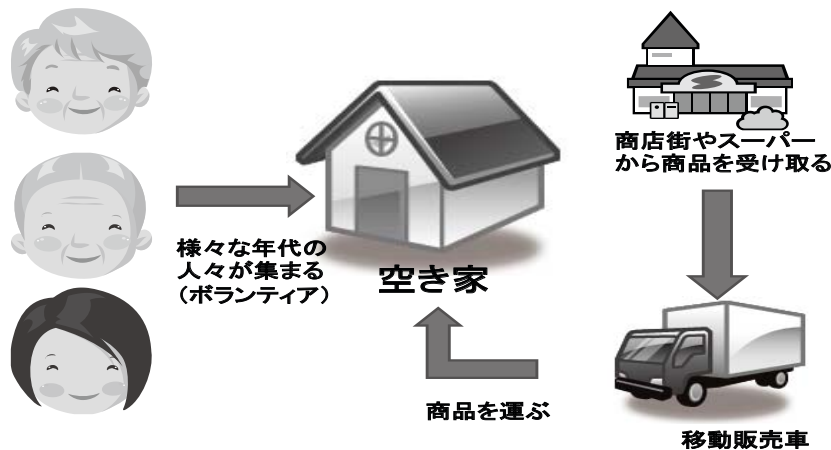 商店街やスーパー
から商品を受け取る
様々な年代の
人々が集まる
（ボランティア）
空き家
商品を運ぶ
移動販売車